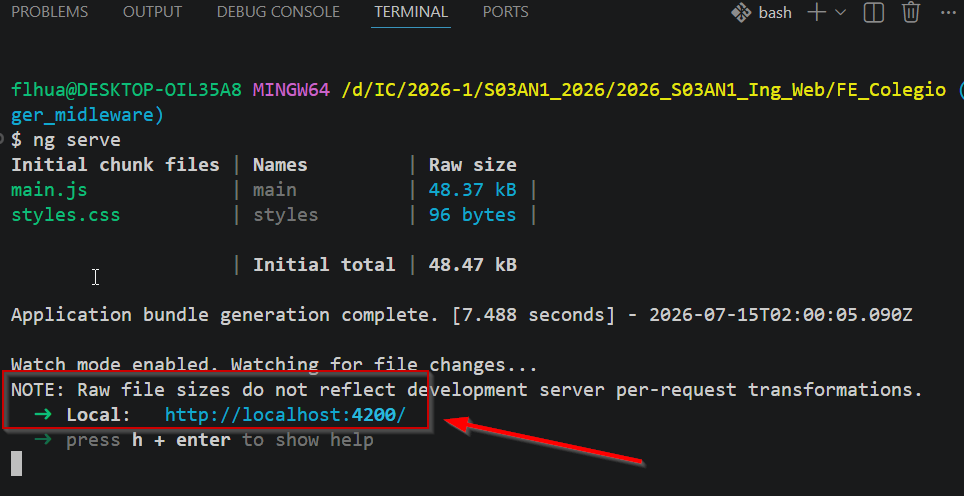 PROBLEMS OUTPUT DEBUG CONSOLE TERMINAL PORTS bash
flhua@DESKTOP-OIL35A8 MINGW64 /d/IC/2026-1/S03AN1_2026/2026_S03AN1_Ing_Web/FE_Colegio (
ger_midleware)
$ ng serve
Initial chunk files | Names | Raw size
main.js | main | 48.37 kB |
styles.css | styles | 96 bytes |
| Initial total | 48.47 kB
Application bundle generation complete. [7.488 seconds] - 2026-07-15T02:00:05.090Z
Watch mode enabled. Watching for file changes...
NOTE: Raw file sizes do not reflect development server per-request transformations.
➜ Local: http://localhost:4200/
➜ press h + enter to show help